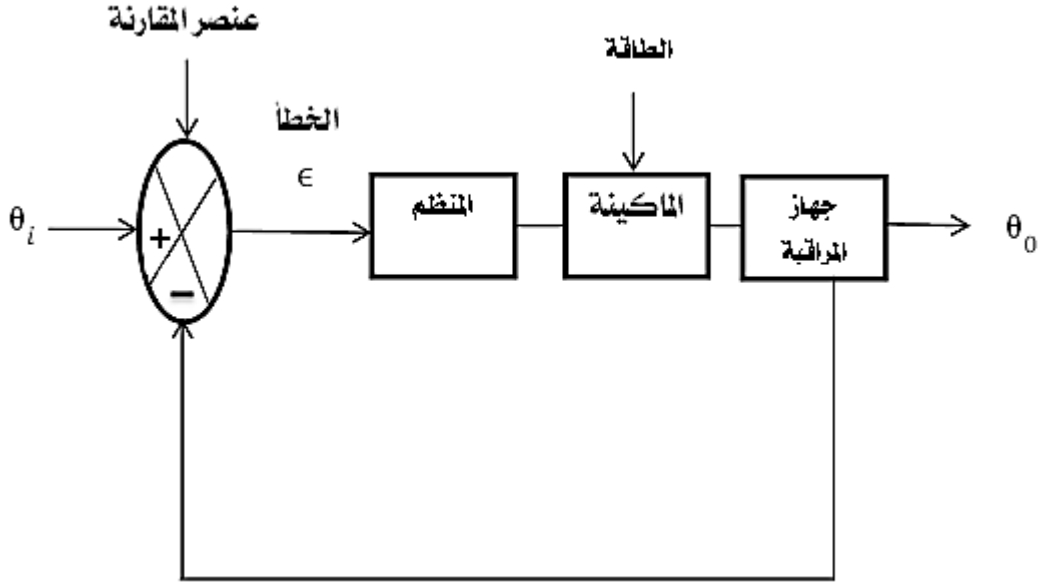 عنصر المقارنة
الطاقة
الخطأ
ϵ
θᵢ
+
−
المنظم
الماكينة
جهاز
المراقبة
θ₀